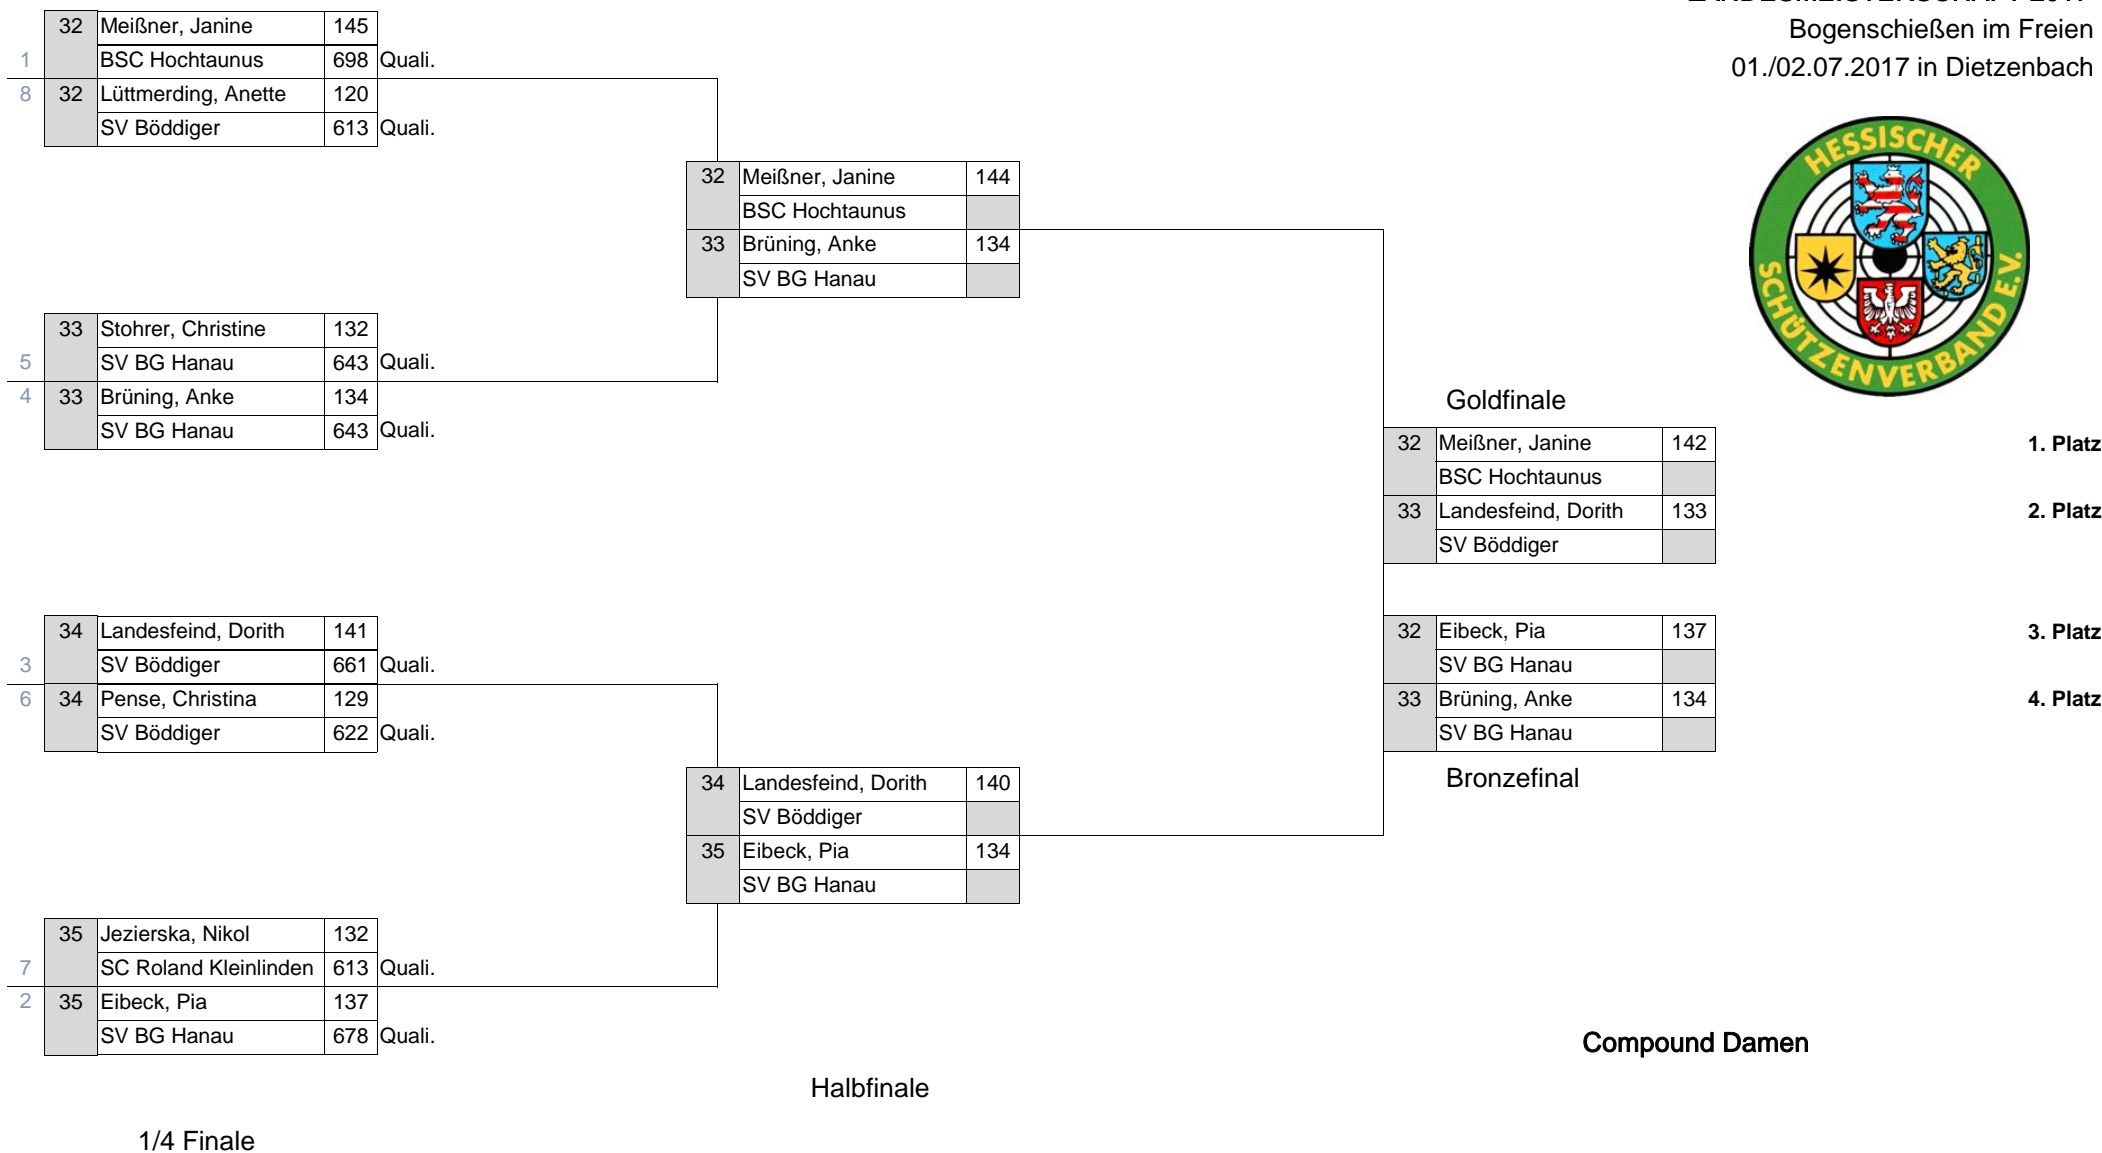 Bogenschießen im Freien
01./02.07.2017 in Dietzenbach
HESSISCHER
SCHÜTZENVERBAND E.V.
32 Meißner, Janine 145
1 BSC Hochtaunus 698 Quali.
8 32 Lüttmerding, Anette 120
SV Böddiger 613 Quali.
32 Meißner, Janine 144
BSC Hochtaunus
33 Brüning, Anke 134
SV BG Hanau
33 Stohrer, Christine 132
5 SV BG Hanau 643 Quali.
4 33 Brüning, Anke 134
SV BG Hanau 643 Quali.
Goldfinale
32 Meißner, Janine 142 1. Platz
BSC Hochtaunus
33 Landesfeind, Dorith 133 2. Platz
SV Böddiger
34 Landesfeind, Dorith 141
3 SV Böddiger 661 Quali.
6 34 Pense, Christina 129
SV Böddiger 622 Quali.
32 Eibeck, Pia 137 3. Platz
SV BG Hanau
33 Brüning, Anke 134 4. Platz
SV BG Hanau
Bronzefinal
34 Landesfeind, Dorith 140
SV Böddiger
35 Eibeck, Pia 134
SV BG Hanau
35 Jezierska, Nikol 132
7 SC Roland Kleinlinden 613 Quali.
2 35 Eibeck, Pia 137
SV BG Hanau 678 Quali.
Compound Damen
Halbfinale
1/4 Finale